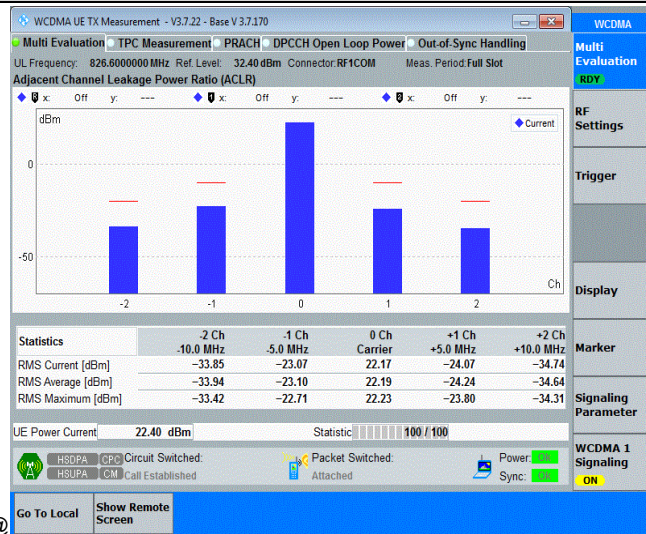 WCDMA UE TX Measurement - V3.7.22 - Base V 3.7.170
WCDMA
Multi Evaluation TPC Measurement PRACH DPCCH Open Loop Power Out-of-Sync Handling
UL Frequency: 826.6000000 MHz Ref. Level: 32.40 dBm Connector:RF1COM Meas. Period:Full Slot
Adjacent Channel Leakage Power Ratio (ACLR)
x: Off y: --- x: Off y: --- x: Off y: ---
dBm
Current
0
-50
Ch
-2 -1 0 1 2
Statistics -2 Ch -1 Ch 0 Ch +1 Ch +2 Ch
-10.0 MHz -5.0 MHz Carrier +5.0 MHz +10.0 MHz
RMS Current [dBm] −33.85 −23.07 22.17 −24.07 −34.74
RMS Average [dBm] −33.94 −23.10 22.19 −24.24 −34.64
RMS Maximum [dBm] −33.42 −22.71 22.23 −23.80 −34.31
UE Power Current 22.40 dBm Statistic 100 / 100
HSDPA CPC Circuit Switched: Packet Switched: Power: Ok
HSUPA CM Call Established Attached Sync: Ok
Multi
Evaluation
RDY
RF
Settings
Trigger
Display
Marker
Signaling
Parameter
WCDMA 1
Signaling
ON
@
Go To Local
Show Remote
Screen